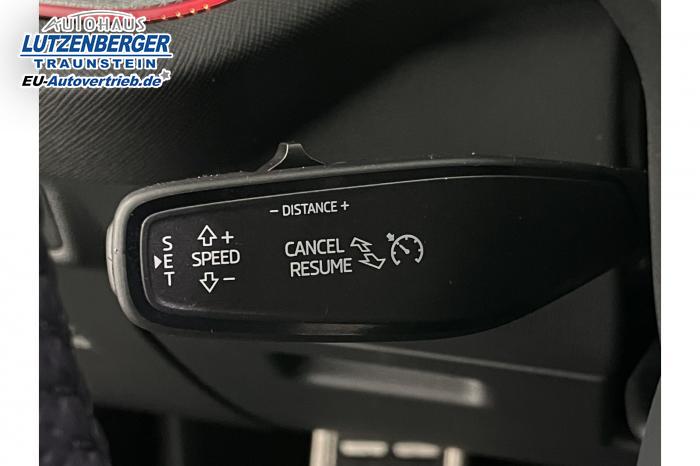 AUTOHAUS
LUTZENBERGER
TRAUNSTEIN
EU-Autovertrieb.de
- DISTANCE +
SET
+
SPEED
-
CANCEL
RESUME